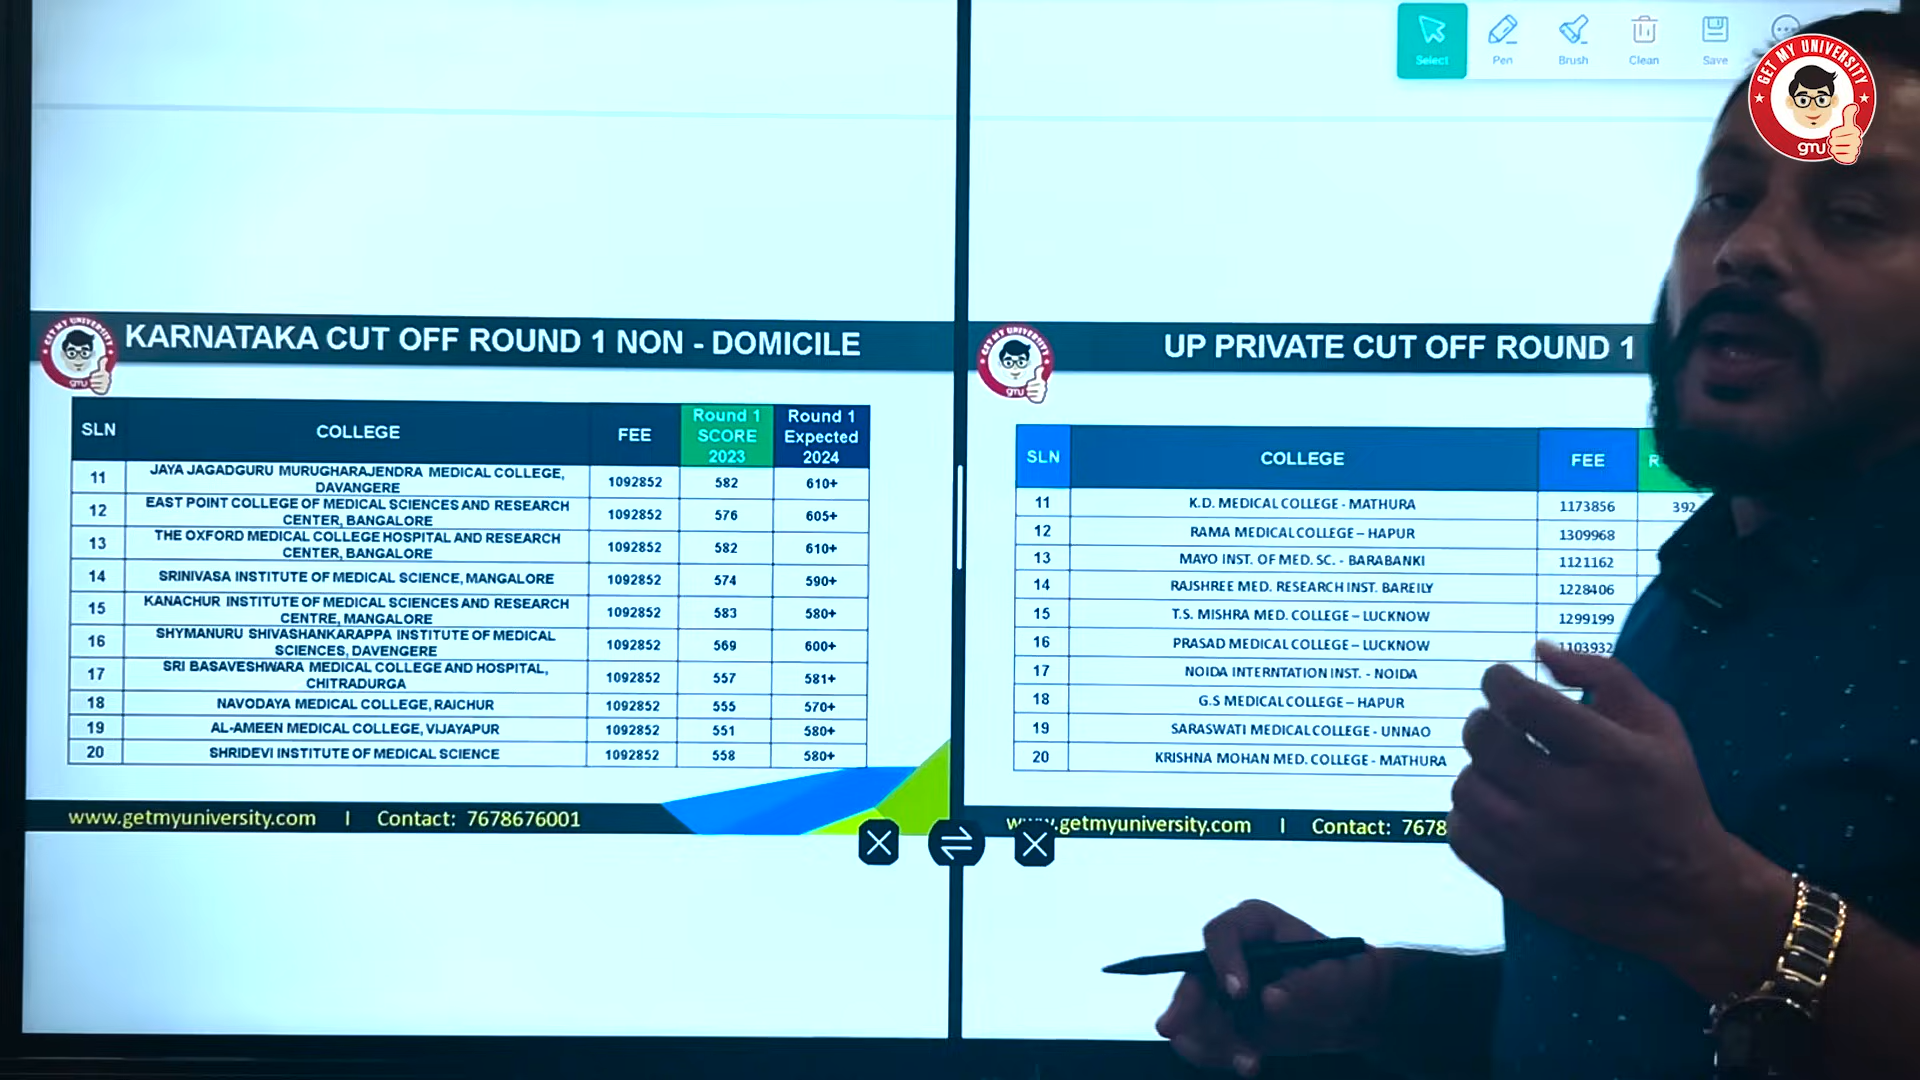 Select Pen Brush Clean Save
GET MY UNIVERSITY
gmu
GET MY UNIVERSITY
gmu
KARNATAKA CUT OFF ROUND 1 NON - DOMICILE
SLN COLLEGE FEE Round 1 SCORE 2023 Round 1 Expected 2024
11 JAYA JAGADGURU MURUGHARAJENDRA MEDICAL COLLEGE, DAVANGERE 1092852 582 610+
12 EAST POINT COLLEGE OF MEDICAL SCIENCES AND RESEARCH CENTER, BANGALORE 1092852 576 605+
13 THE OXFORD MEDICAL COLLEGE HOSPITAL AND RESEARCH CENTER, BANGALORE 1092852 582 610+
14 SRINIVASA INSTITUTE OF MEDICAL SCIENCE, MANGALORE 1092852 574 590+
15 KANACHUR INSTITUTE OF MEDICAL SCIENCES AND RESEARCH CENTRE, MANGALORE 1092852 583 580+
16 SHYMANURU SHIVASHANKARAPPA INSTITUTE OF MEDICAL SCIENCES, DAVENGERE 1092852 569 600+
17 SRI BASAVESHWARA MEDICAL COLLEGE AND HOSPITAL, CHITRADURGA 1092852 557 581+
18 NAVODAYA MEDICAL COLLEGE, RAICHUR 1092852 555 570+
19 AL-AMEEN MEDICAL COLLEGE, VIJAYAPUR 1092852 551 580+
20 SHRIDEVI INSTITUTE OF MEDICAL SCIENCE 1092852 558 580+
www.getmyuniversity.com | Contact: 7678676001
GET MY UNIVERSITY
gmu
UP PRIVATE CUT OFF ROUND 1
SLN COLLEGE FEE R
11 K.D. MEDICAL COLLEGE - MATHURA 1173856 392
12 RAMA MEDICAL COLLEGE – HAPUR 1309968
13 MAYO INST. OF MED. SC. - BARABANKI 1121162
14 RAJSHREE MED. RESEARCH INST. BAREILY 1228406
15 T.S. MISHRA MED. COLLEGE – LUCKNOW 1299199
16 PRASAD MEDICAL COLLEGE – LUCKNOW 1103932
17 NOIDA INTERNTATION INST. - NOIDA
18 G.S MEDICAL COLLEGE – HAPUR
19 SARASWATI MEDICAL COLLEGE - UNNAO
20 KRISHNA MOHAN MED. COLLEGE - MATHURA
www.getmyuniversity.com | Contact: 7678